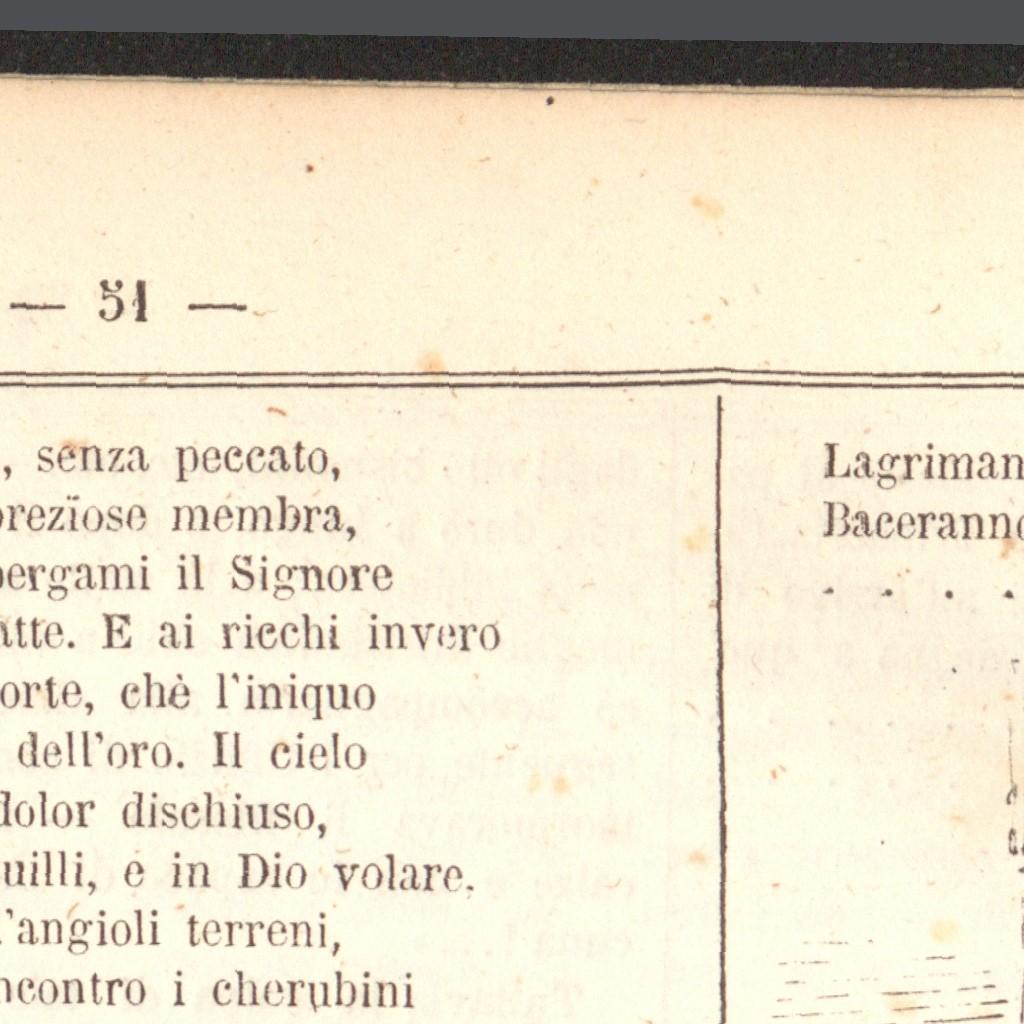 — 51 —
, senza peccato,
preziose membra,
pergami il Signore
atte. E ai ricchi invero
orte, chè l'iniquo
dell'oro. Il cielo
dolor dischiuso,
uilli, e in Dio volare.
l'angioli terreni,
ncontro i cherubini
Lagriman
Baceranno
. . . .